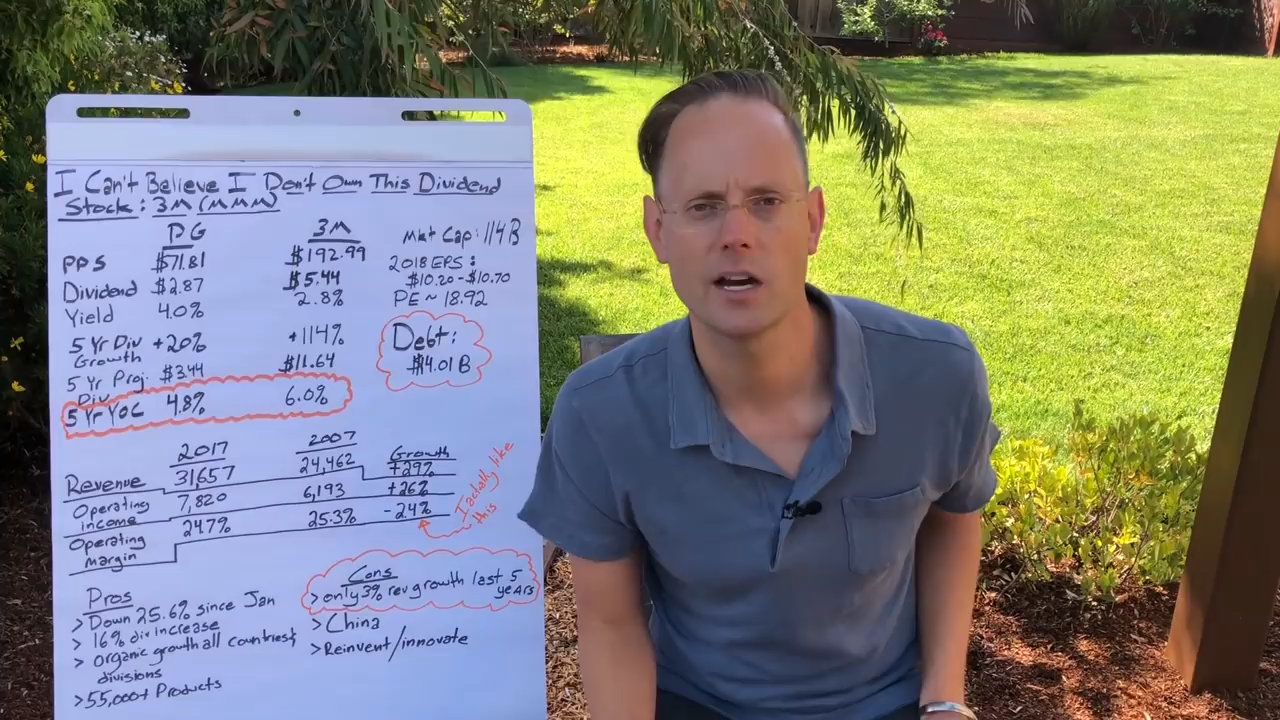 I Can't Believe I Don't Own This Dividend
Stock: 3M (MMM)
PG 3M
PPS $71.81 $192.99
Dividend $2.87 $5.44
Yield 4.0% 2.8%
5 Yr Div Growth +20% +114%
5 Yr Proj. Div $3.44 $11.64
5 Yr YOC 4.8% 6.0%
Mkt Cap: 114B
2018 EPS:
$10.20-$10.70
PE ~ 18.92
Debt:
$14.01 B
2017 2007 Growth
Revenue 31,657 24,462 +29%
Operating income 7,820 6,193 +26%
Operating margin 24.7% 25.3% -24%
I actually like
this
Pros
> Down 25.6% since Jan
> 16% div increase
> Organic growth all countries &
divisions
> 55,000+ Products
Cons
> only 3% rev growth last 5
years
> China
> Reinvent/innovate